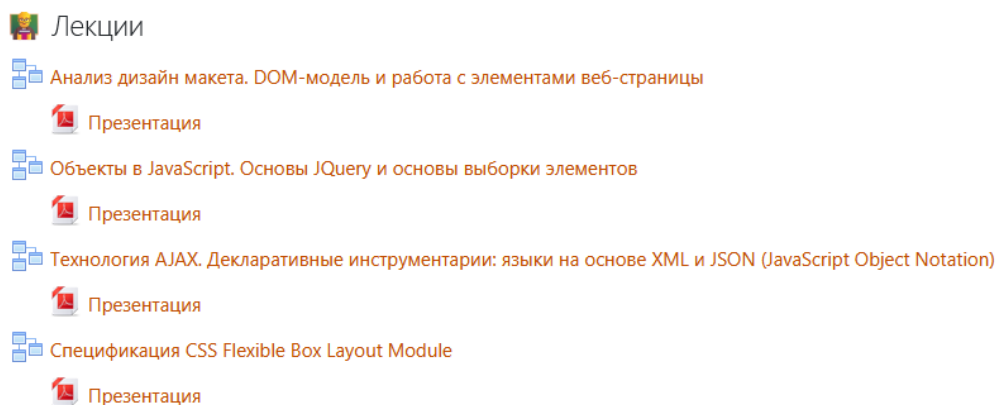 Лекции
Анализ дизайн макета. DOM-модель и работа с элементами веб-страницы
Презентация
Объекты в JavaScript. Основы JQuery и основы выборки элементов
Презентация
Технология AJAX. Декларативные инструментарии: языки на основе XML и JSON (JavaScript Object Notation)
Презентация
Спецификация CSS Flexible Box Layout Module
Презентация